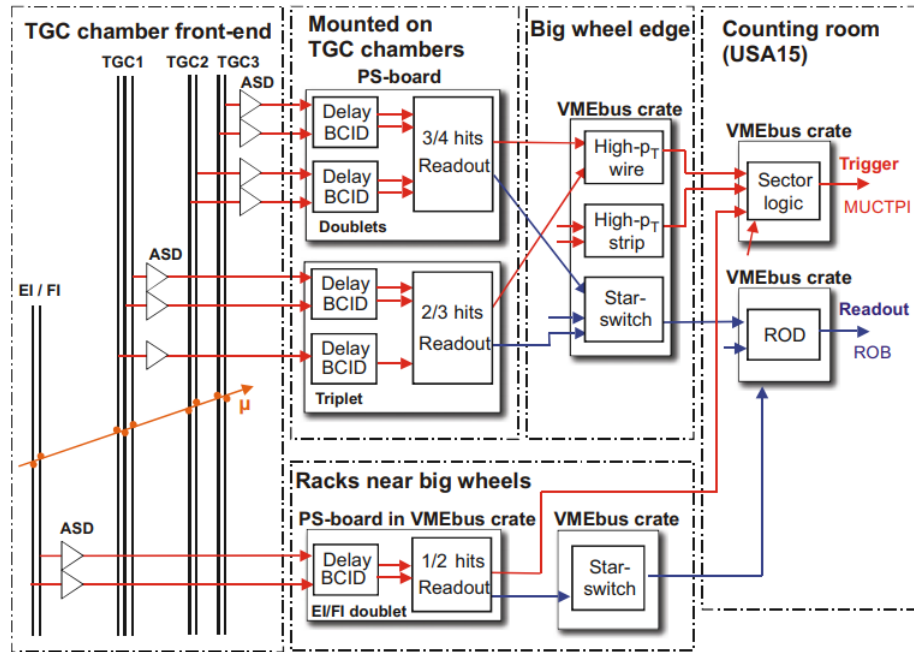 TGC chamber front-end
TGC1
TGC2
TGC3
ASD
ASD
EI / FI
μ
ASD
Mounted on
TGC chambers
PS-board
Delay
BCID
3/4 hits
Readout
Delay
BCID
Doublets
Delay
BCID
2/3 hits
Readout
Delay
BCID
Triplet
Big wheel edge
VMEbus crate
High-pT
wire
High-pT
strip
Star-
switch
Counting room
(USA15)
VMEbus crate
Sector
logic
Trigger
MUCTPI
VMEbus crate
ROD
Readout
ROB
Racks near big wheels
PS-board in VMEbus crate
Delay
BCID
1/2 hits
Readout
EI/FI doublet
VMEbus crate
Star-
switch